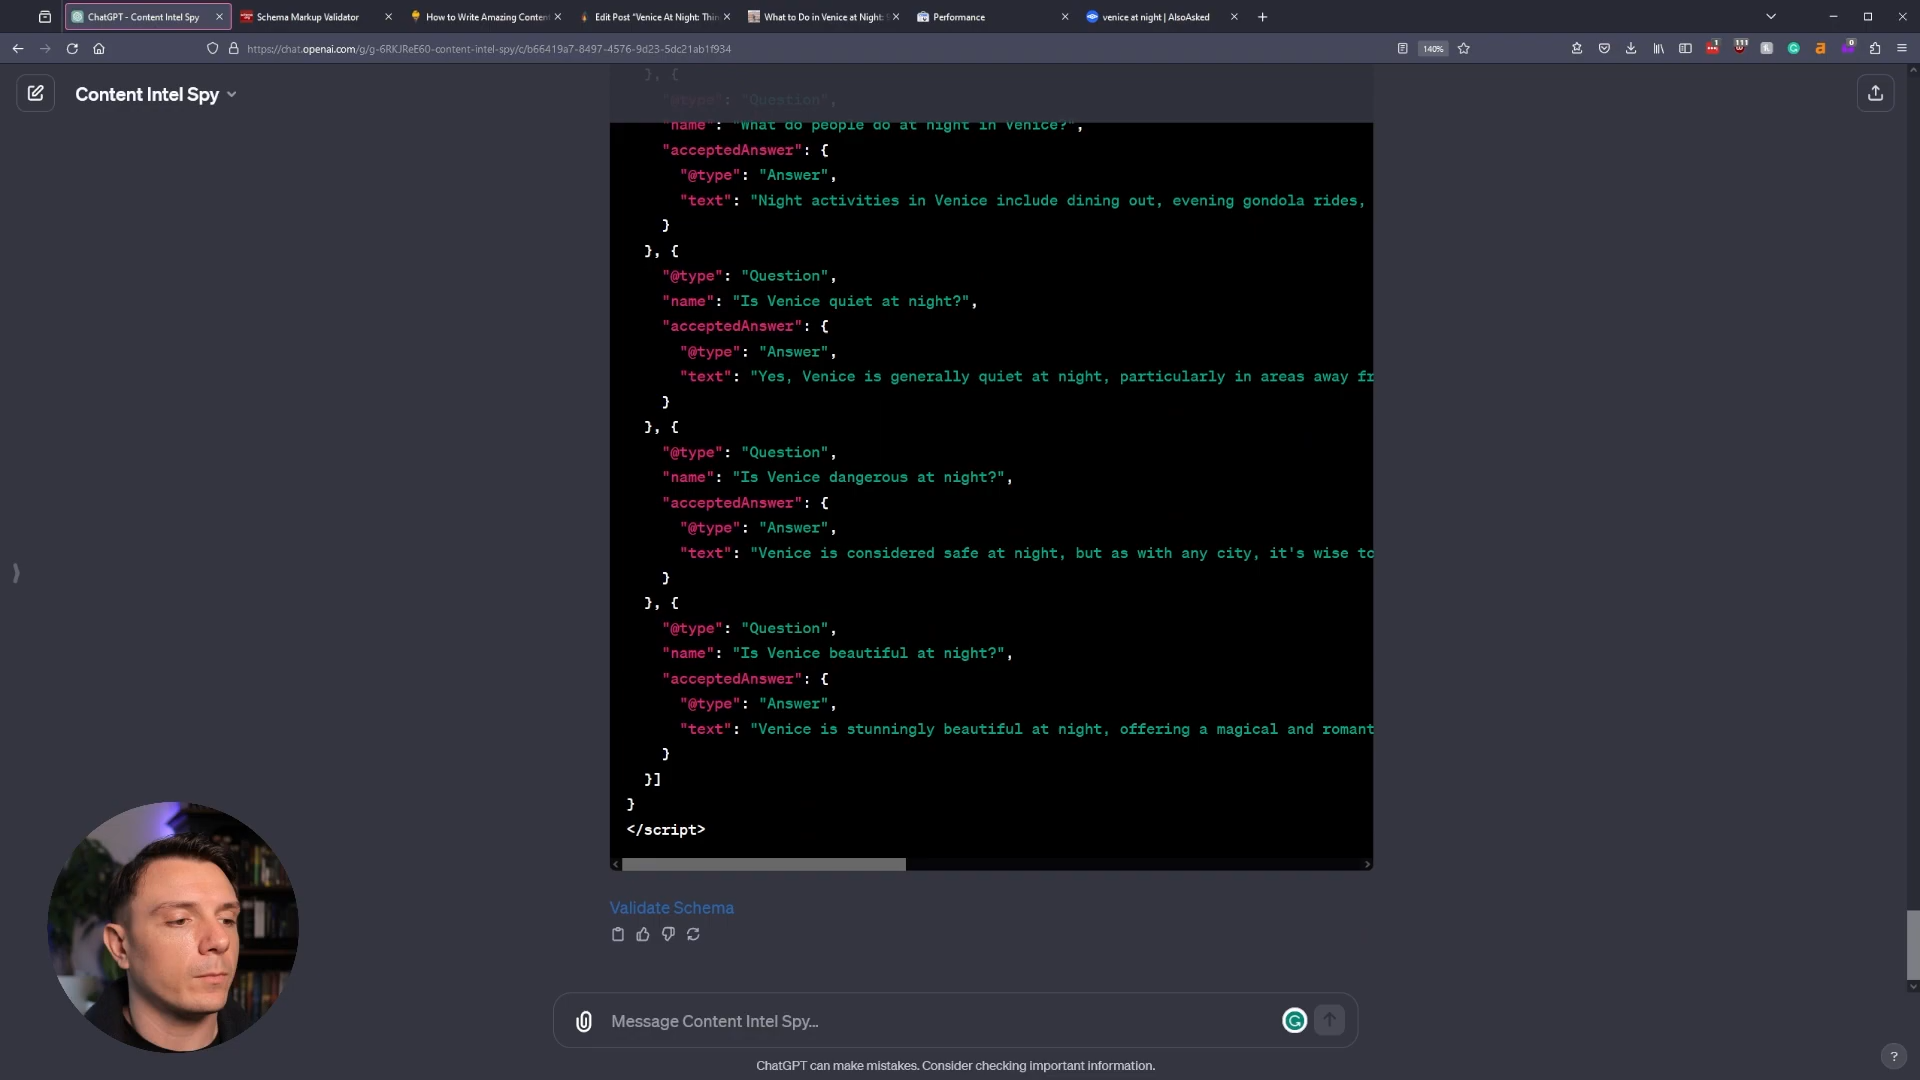 ChatGPT - Content Intel Spy
Schema Markup Validator
How to Write Amazing Conten
Edit Post "Venice At Night: Thin
What to Do in Venice at Night:
Performance
venice at night | AlsoAsked
https://chat.openai.com/g/g-6RKJReE60-content-intel-spy/c/b66419a7-8497-4576-9d23-5dc21ab1f934
140%
1
111
0
Content Intel Spy
}, {
"@type": "Question",
"name": "What do people do at night in Venice?",
"acceptedAnswer": {
"@type": "Answer",
"text": "Night activities in Venice include dining out, evening gondola rides,
}
}, {
"@type": "Question",
"name": "Is Venice quiet at night?",
"acceptedAnswer": {
"@type": "Answer",
"text": "Yes, Venice is generally quiet at night, particularly in areas away fr
}
}, {
"@type": "Question",
"name": "Is Venice dangerous at night?",
"acceptedAnswer": {
"@type": "Answer",
"text": "Venice is considered safe at night, but as with any city, it's wise to
}
}, {
"@type": "Question",
"name": "Is Venice beautiful at night?",
"acceptedAnswer": {
"@type": "Answer",
"text": "Venice is stunningly beautiful at night, offering a magical and romant
}
}]
}
</script>
Validate Schema
Message Content Intel Spy...
ChatGPT can make mistakes. Consider checking important information.
?